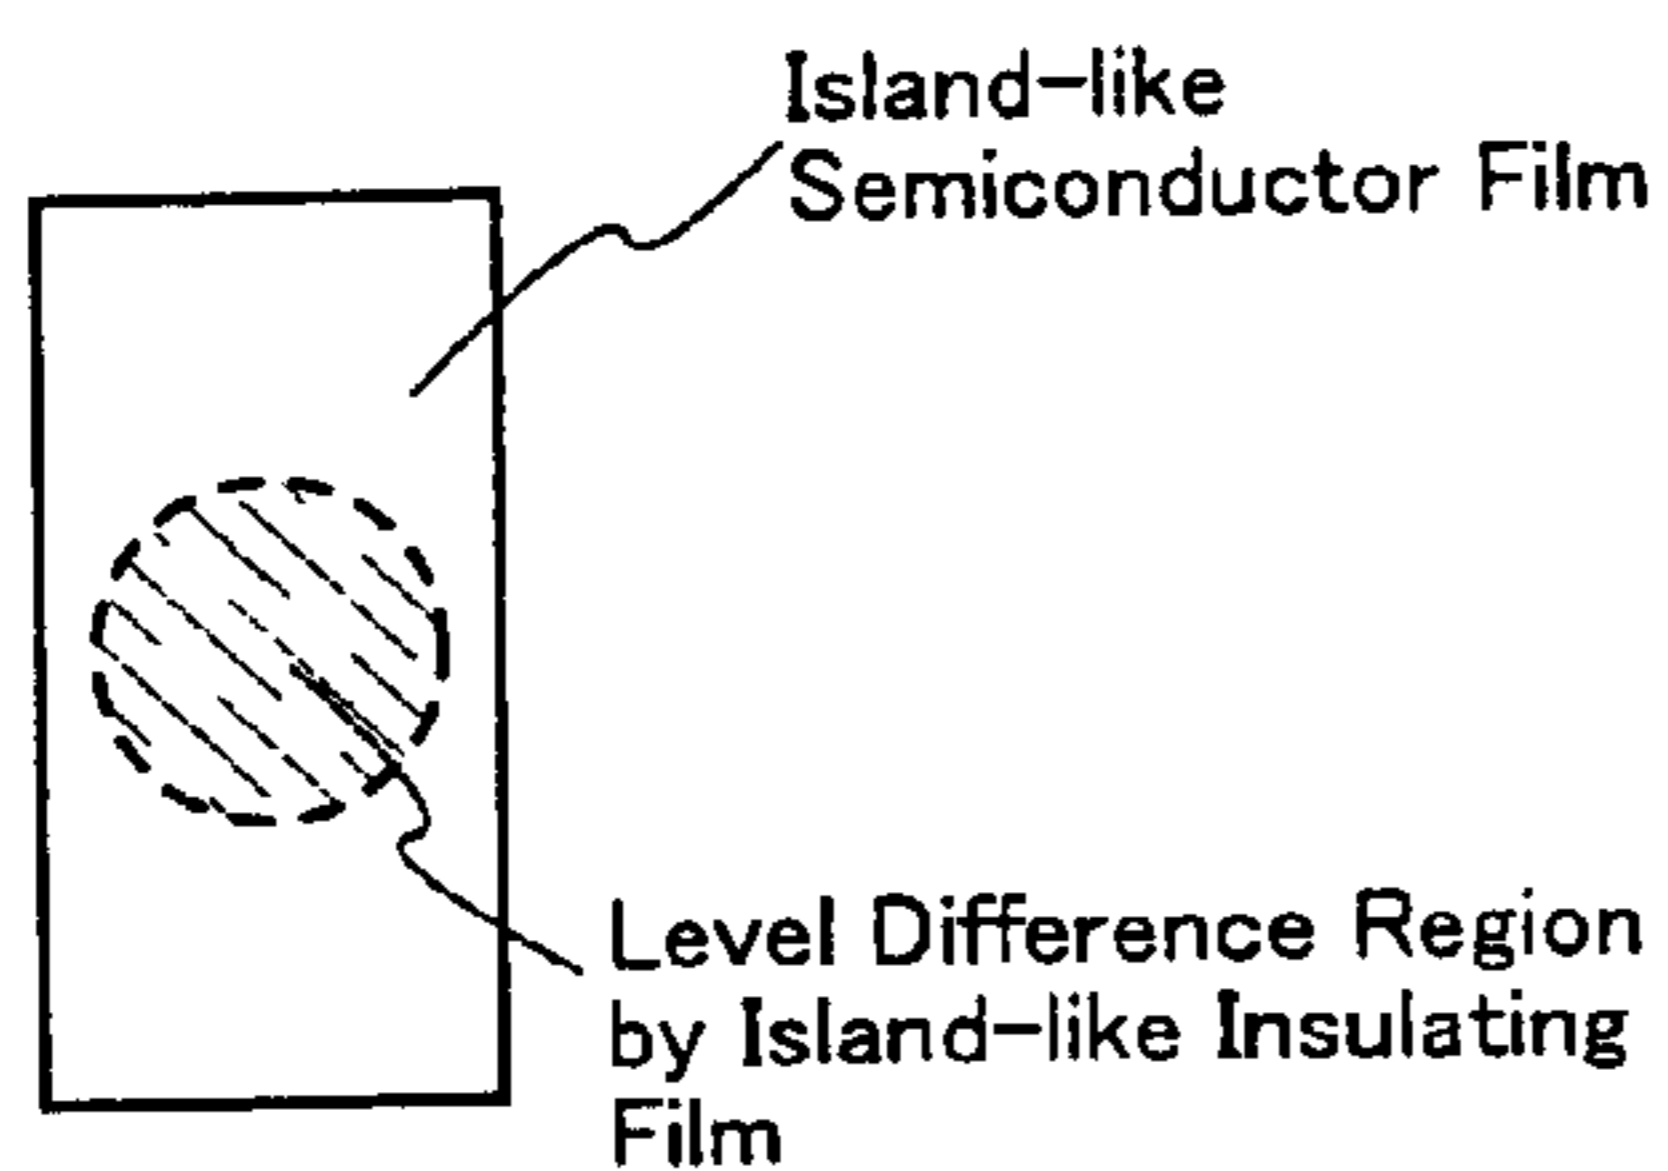 Island-like
Semiconductor Film
Level Difference Region
by Island-like Insulating
Film